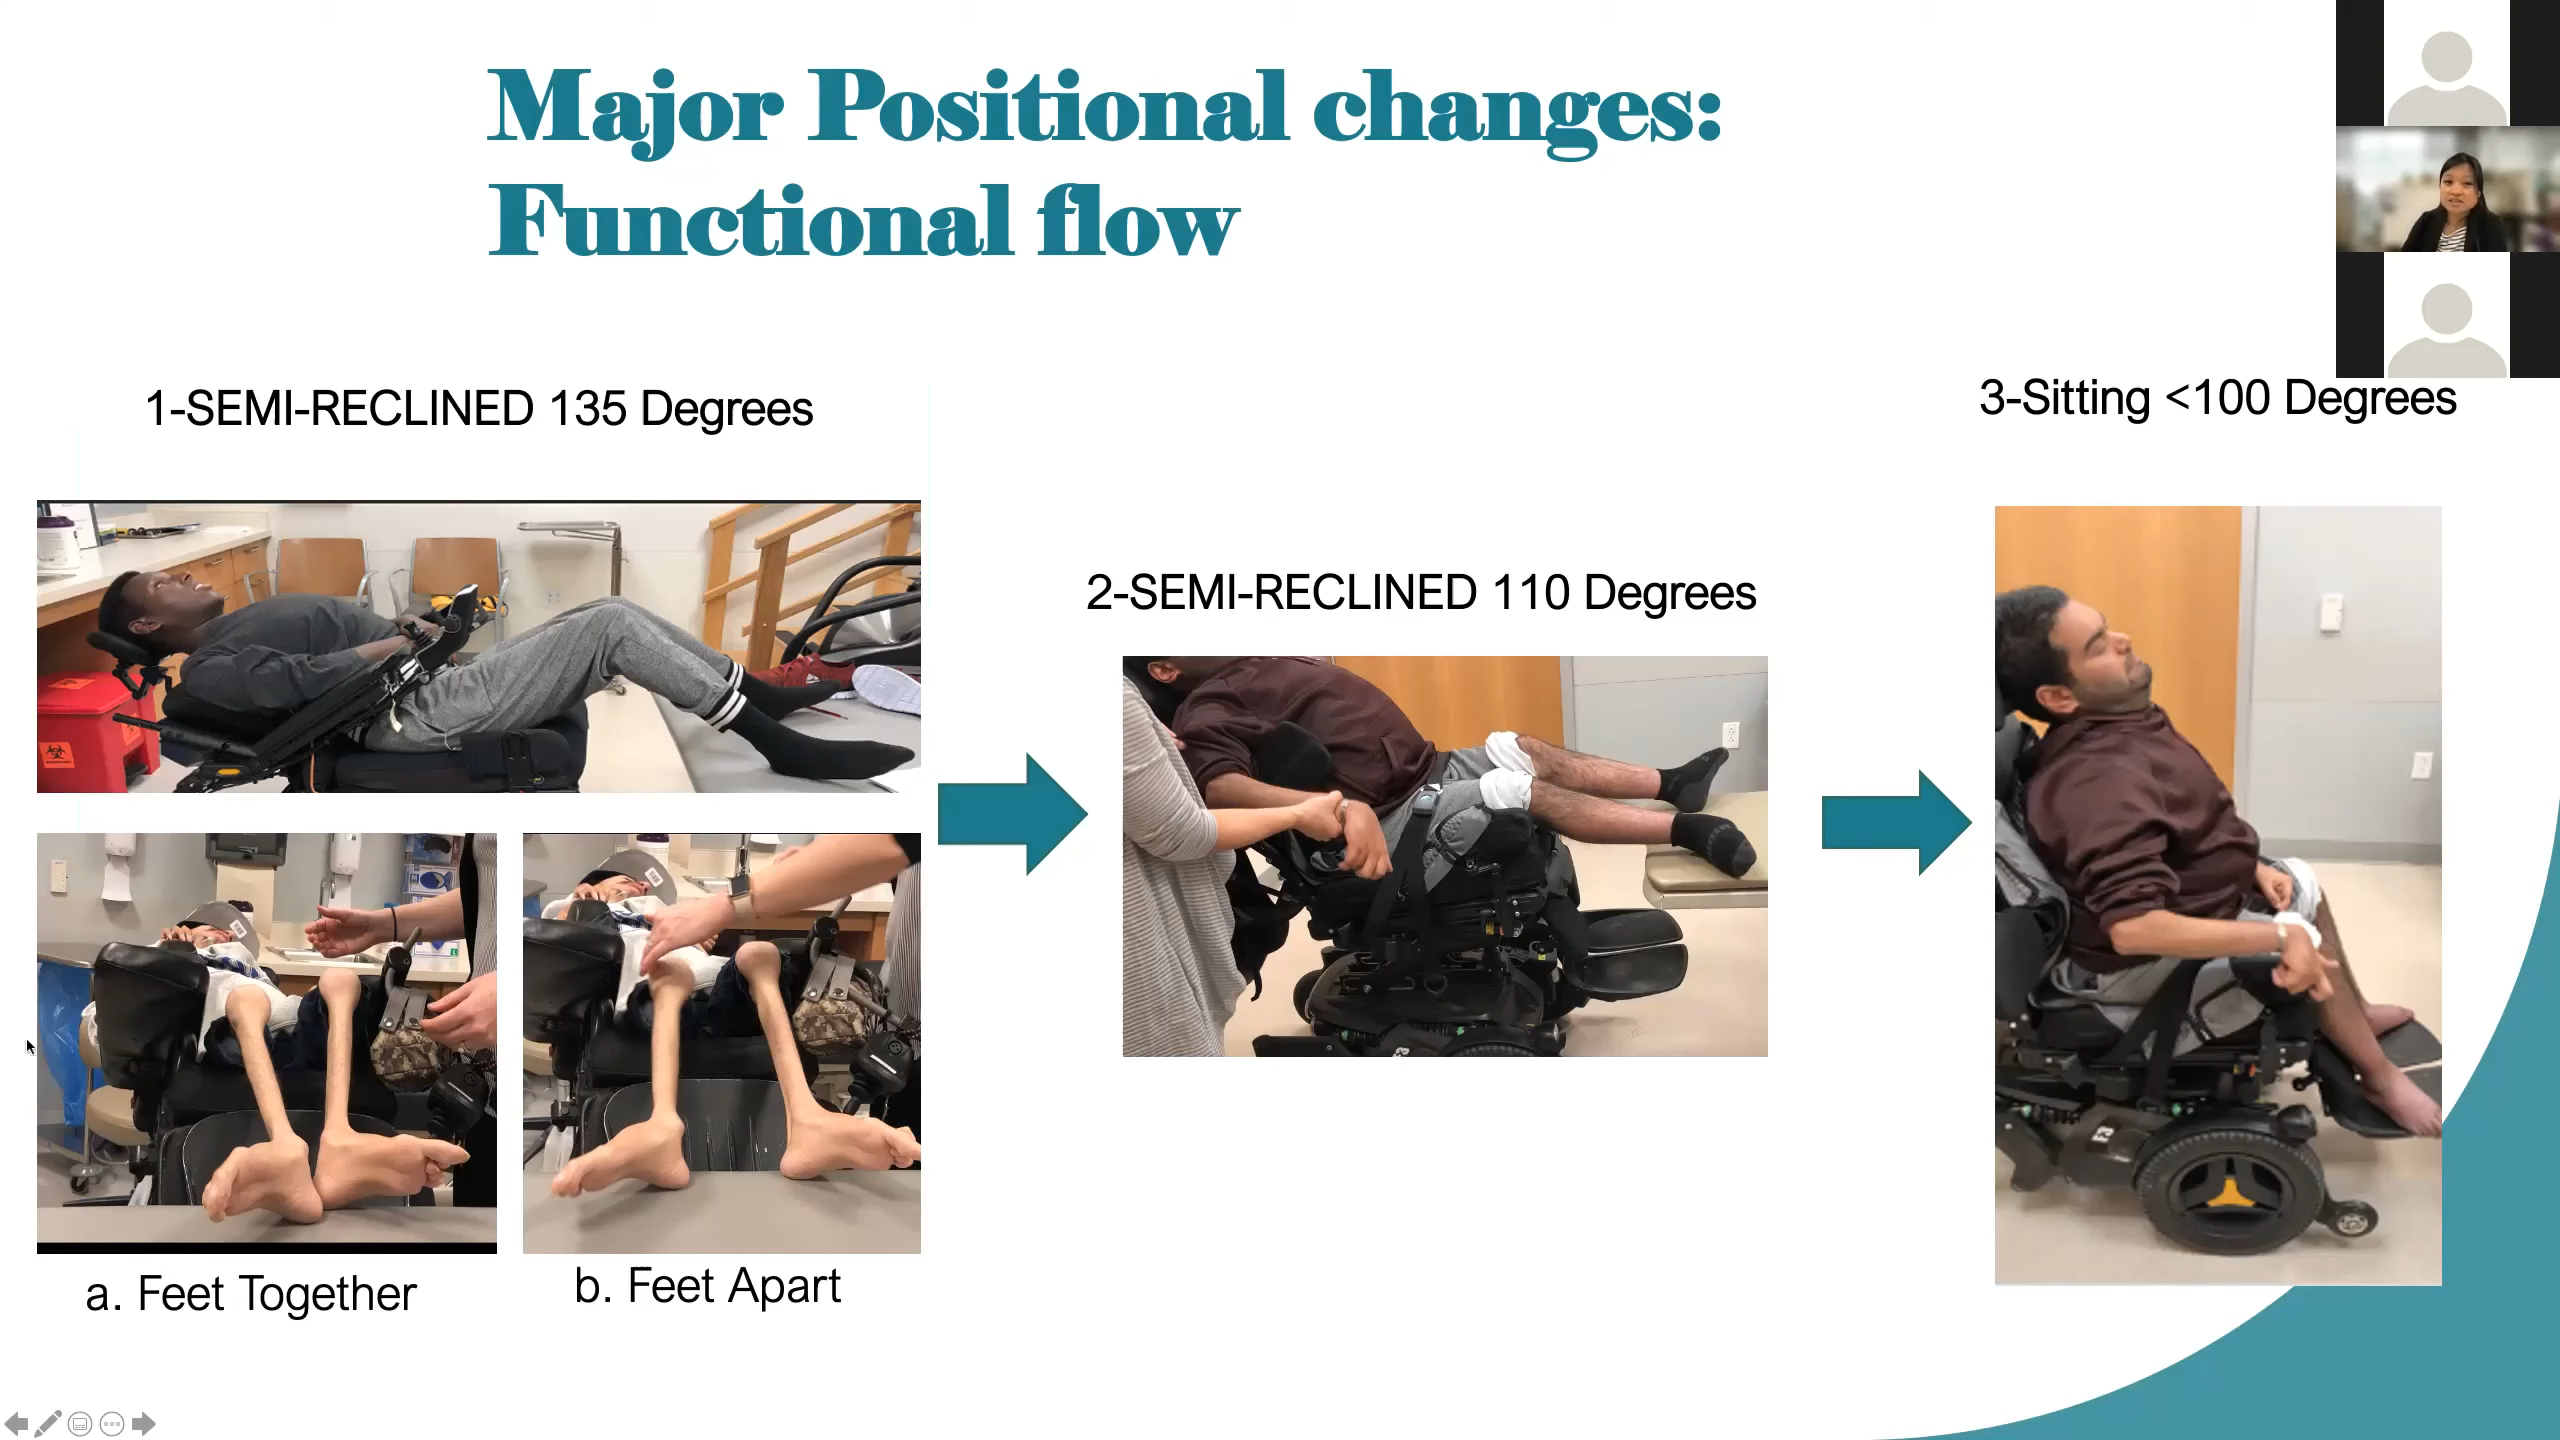 Major Positional changes:
Functional flow
1-SEMI-RECLINED 135 Degrees
3-Sitting <100 Degrees
2-SEMI-RECLINED 110 Degrees
a. Feet Together
b. Feet Apart
F3